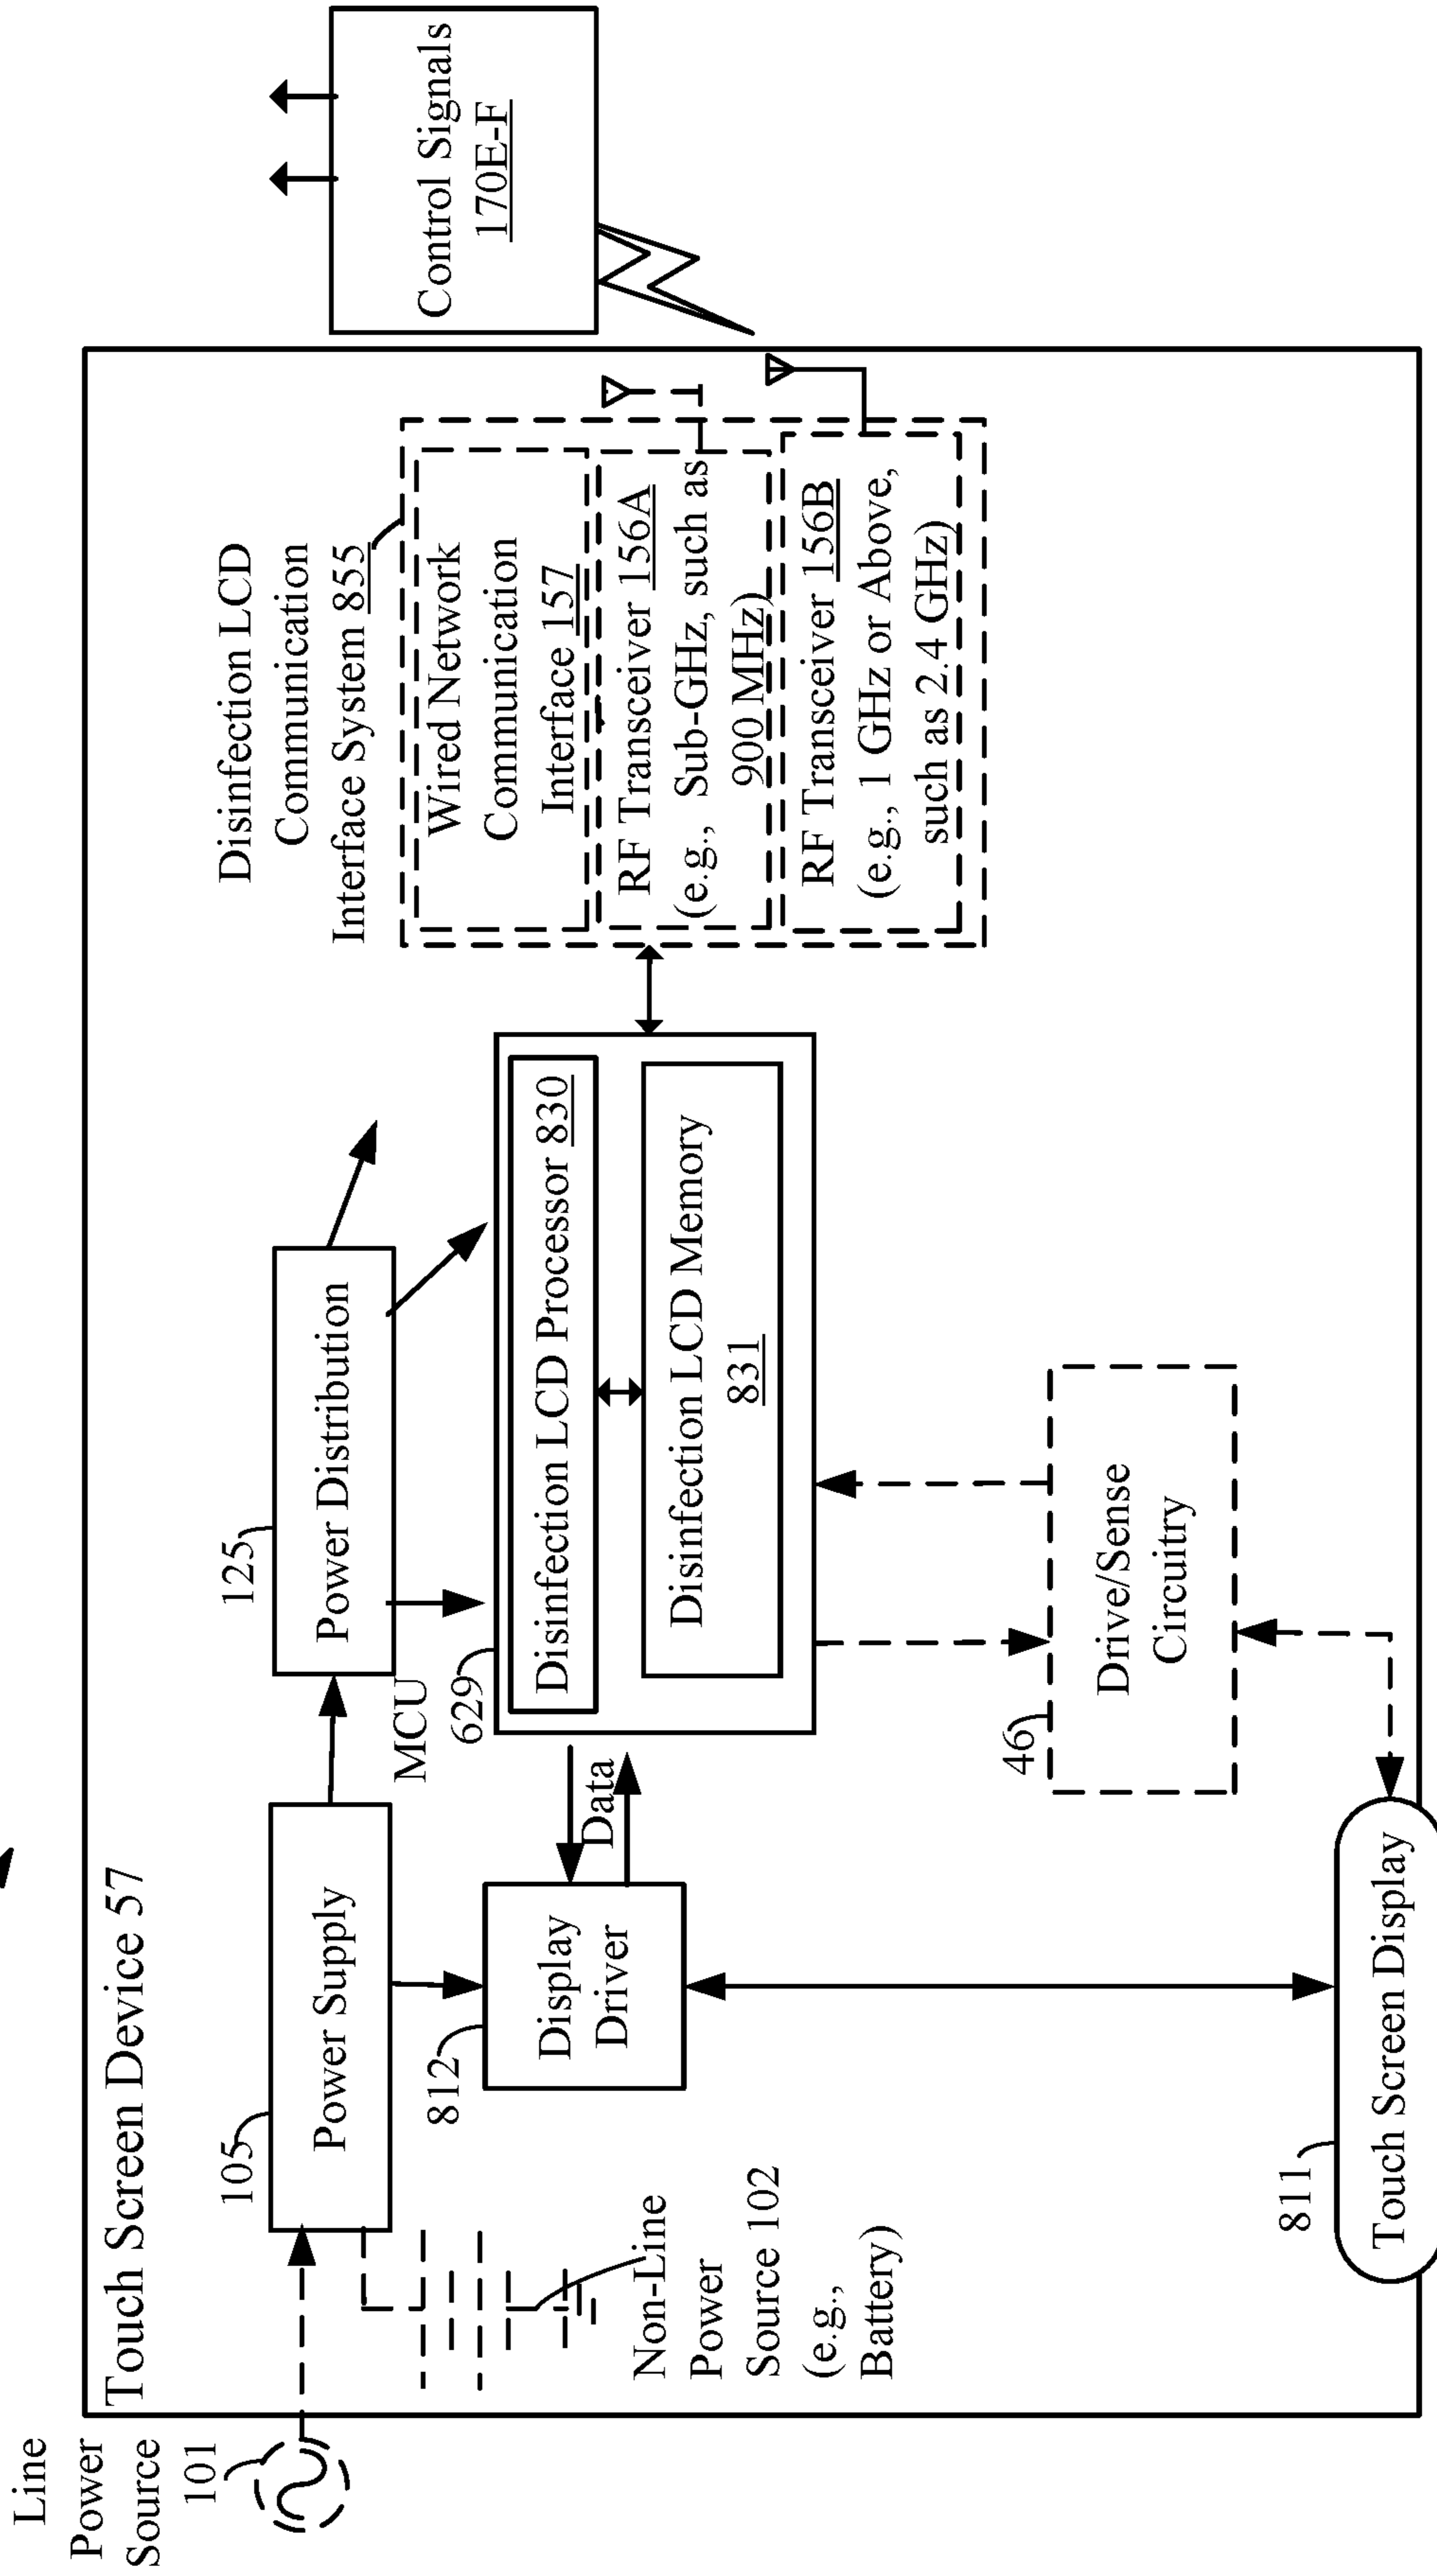 Line
Power
Source
101
Touch Screen Device 57
105
Power Supply
125
Power Distribution
MCU
629
Disinfection LCD Processor 830
Disinfection LCD Memory
831
Disinfection LCD
Communication
Interface System 855
Wired Network
Communication
Interface 157
RF Transceiver 156A
(e.g., Sub-GHz, such as
900 MHz)
RF Transceiver 156B
(e.g., 1 GHz or Above,
such as 2.4 GHz)
Control Signals
170E-F
812
Display
Driver
Data
Non-Line
Power
Source 102
(e.g.,
Battery)
46
Drive/Sense
Circuitry
811
Touch Screen Display